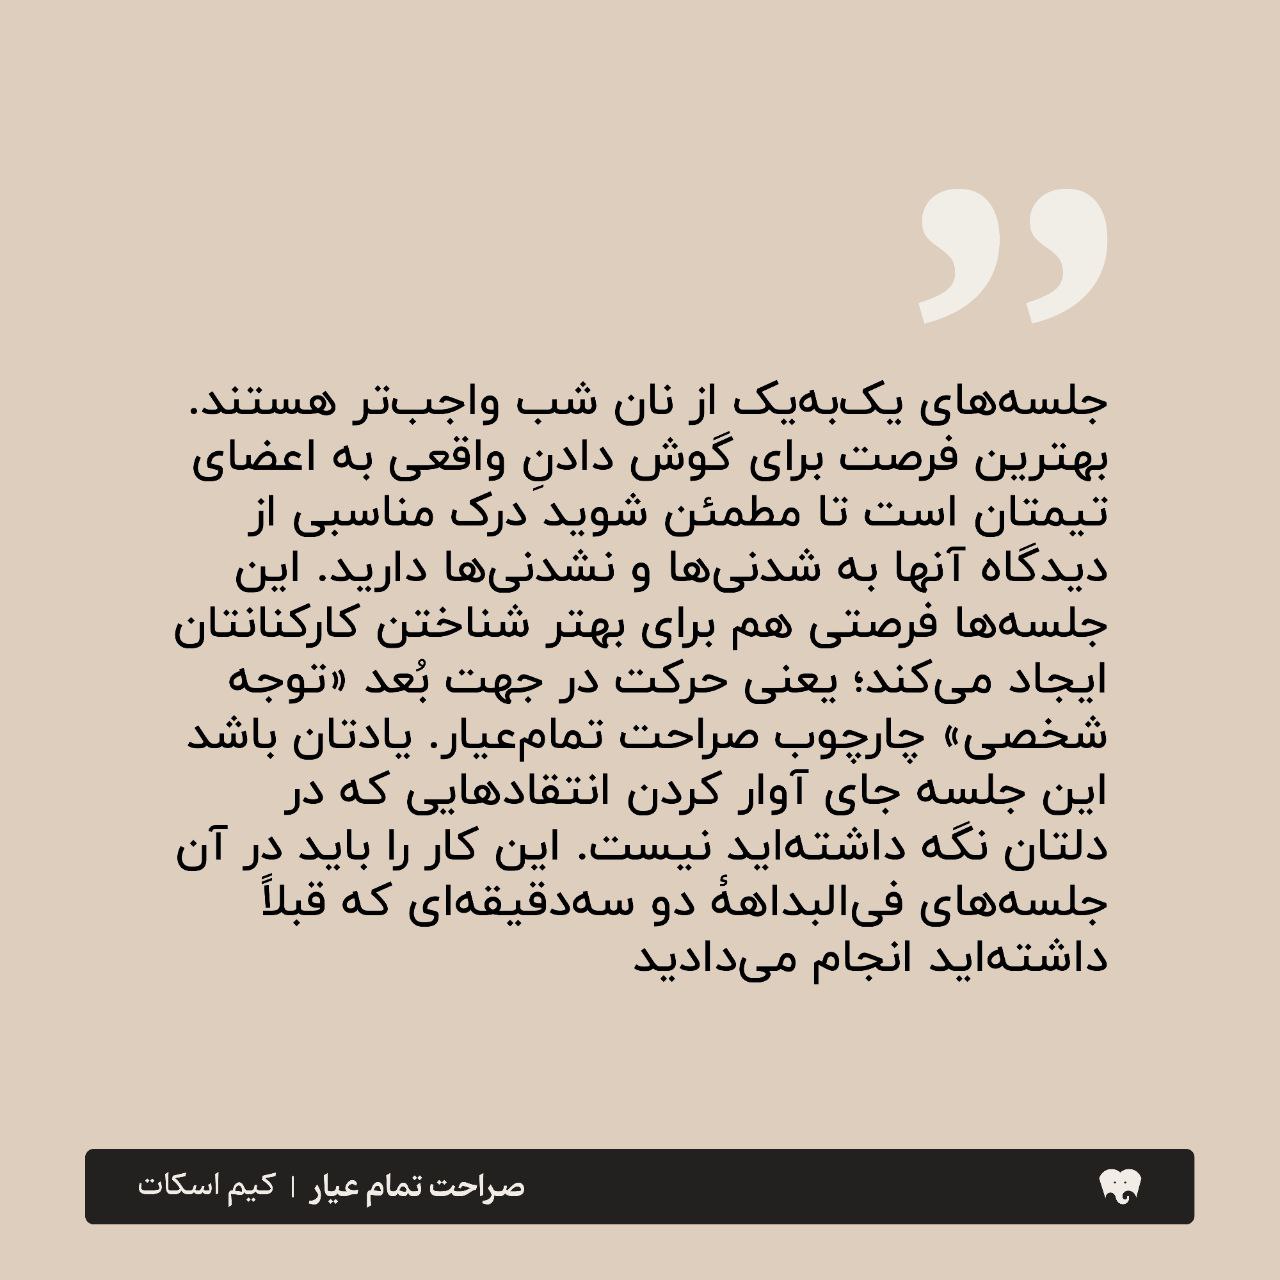 جلسه‌های یک‌به‌یک از نان شب واجب‌تر هستند.
بهترین فرصت برای گوش دادنِ واقعی به اعضای
تیمتان است تا مطمئن شوید درک مناسبی از
دیدگاه آنها به شدنی‌ها و نشدنی‌ها دارید. این
جلسه‌ها فرصتی هم برای بهتر شناختن کارکنانتان
ایجاد می‌کند؛ یعنی حرکت در جهت بُعد «توجه
شخصی» چارچوب صراحت تمام‌عیار. یادتان باشد
این جلسه جای آوار کردن انتقادهایی که در
دلتان نگه داشته‌اید نیست. این کار را باید در آن
جلسه‌های فی‌البداههٔ دو سه‌دقیقه‌ای که قبلاً
داشته‌اید انجام می‌دادید
صراحت تمام عیار | کیم اسکات